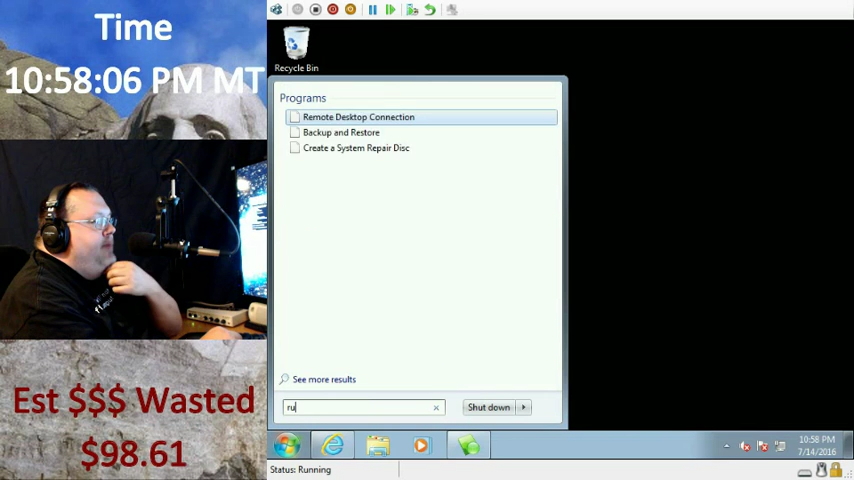 Time
10:58:06 PM MT
Est $$$ Wasted
$98.61
Recycle Bin
Programs
Remote Desktop Connection
Backup and Restore
Create a System Repair Disc
See more results
ru
Shut down
10:58 PM
7/14/2016
Status: Running